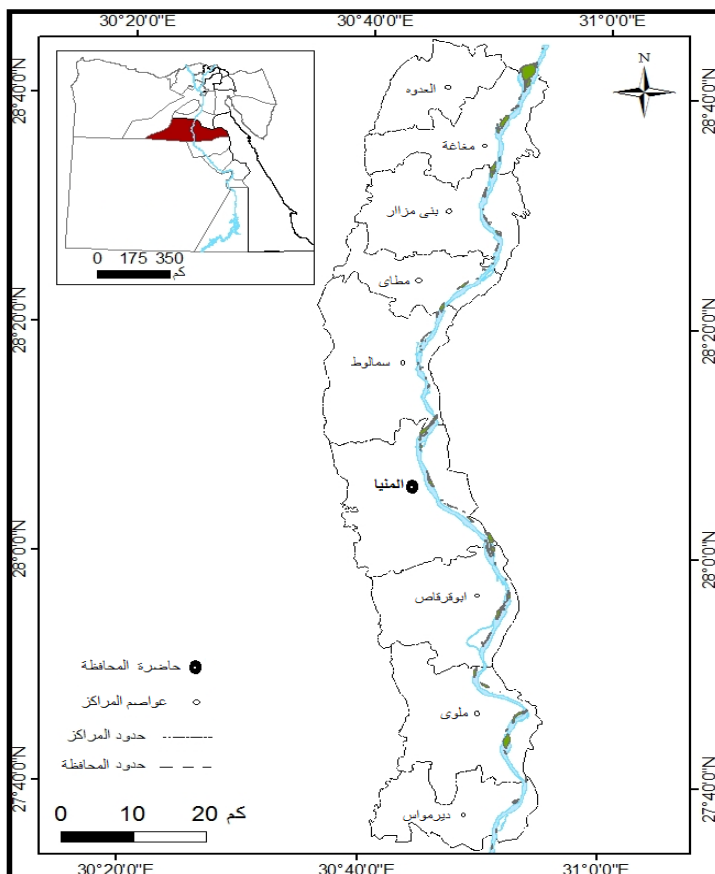 30°20'0"E 30°40'0"E 31°0'0"E
28°40'0"N
28°20'0"N
28°0'0"N
27°40'0"N
0 175 350
كم
N
28°40'0"N
28°20'0"N
28°0'0"N
27°40'0"N
العدوه
مغاغة
بنى مزاار
مطاى
سمالوط
المنيا
ابوقرقاص
ملوى
ديرمواس
حاضرة المحافظة
عواصم المراكز
حدود المراكز
حدود المحافظة
0 10 20 كم
30°20'0"E 30°40'0"E 31°0'0"E